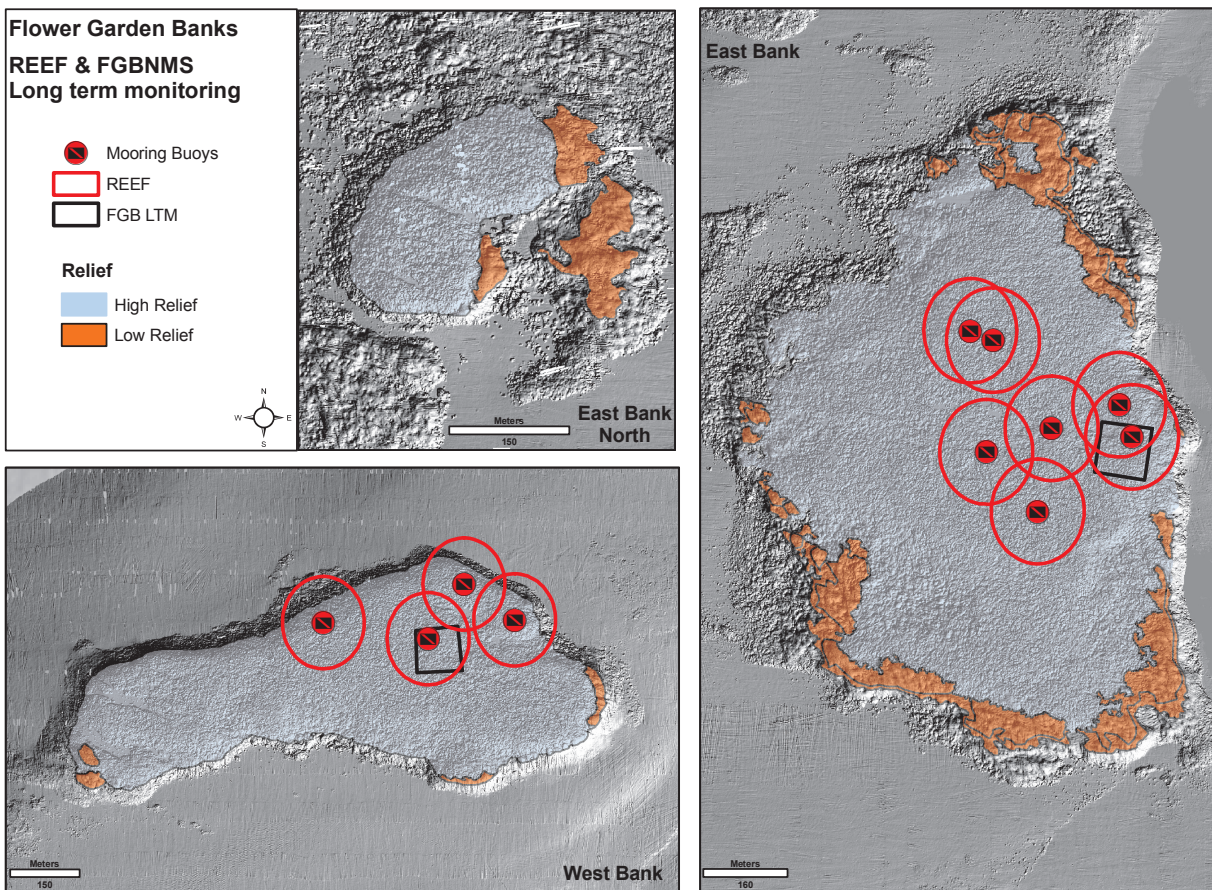 Flower Garden Banks
REEF & FGBNMS
Long term monitoring
Mooring Buoys
REEF
FGB LTM
Relief
High Relief
Low Relief
N
W
E
S
Meters
150
East Bank
North
East Bank
Meters
160
Meters
150
West Bank